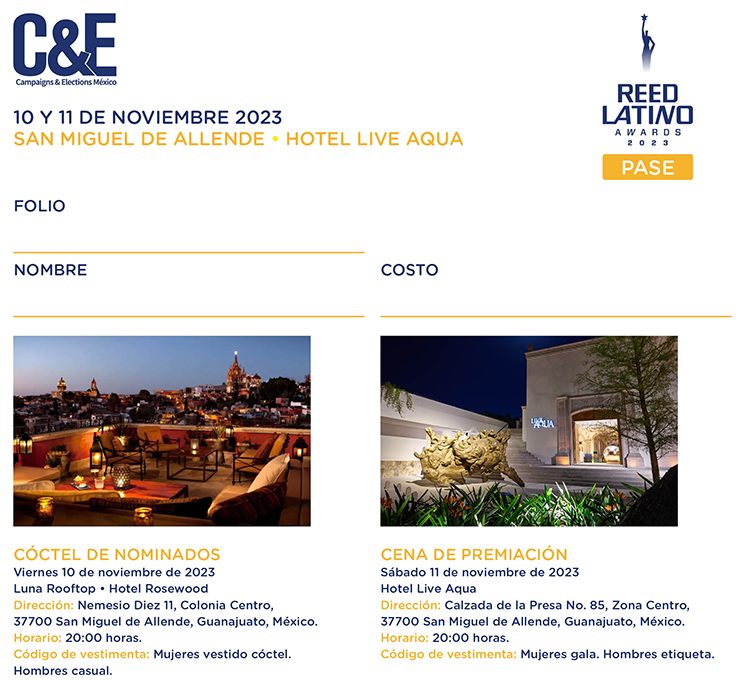 C&E
Campaigns & Elections México
10 Y 11 DE NOVIEMBRE 2023
SAN MIGUEL DE ALLENDE • HOTEL LIVE AQUA
REED
LATINO
AWARDS
2023
PASE
FOLIO
NOMBRE
COSTO
LIVE
AQUA
CÓCTEL DE NOMINADOS
Viernes 10 de noviembre de 2023
Luna Rooftop • Hotel Rosewood
Dirección: Nemesio Diez 11, Colonia Centro,
37700 San Miguel de Allende, Guanajuato, México.
Horario: 20:00 horas.
Código de vestimenta: Mujeres vestido cóctel.
Hombres casual.
CENA DE PREMIACIÓN
Sábado 11 de noviembre de 2023
Hotel Live Aqua
Dirección: Calzada de la Presa No. 85, Zona Centro,
37700 San Miguel de Allende, Guanajuato, México.
Horario: 20:00 horas.
Código de vestimenta: Mujeres gala. Hombres etiqueta.